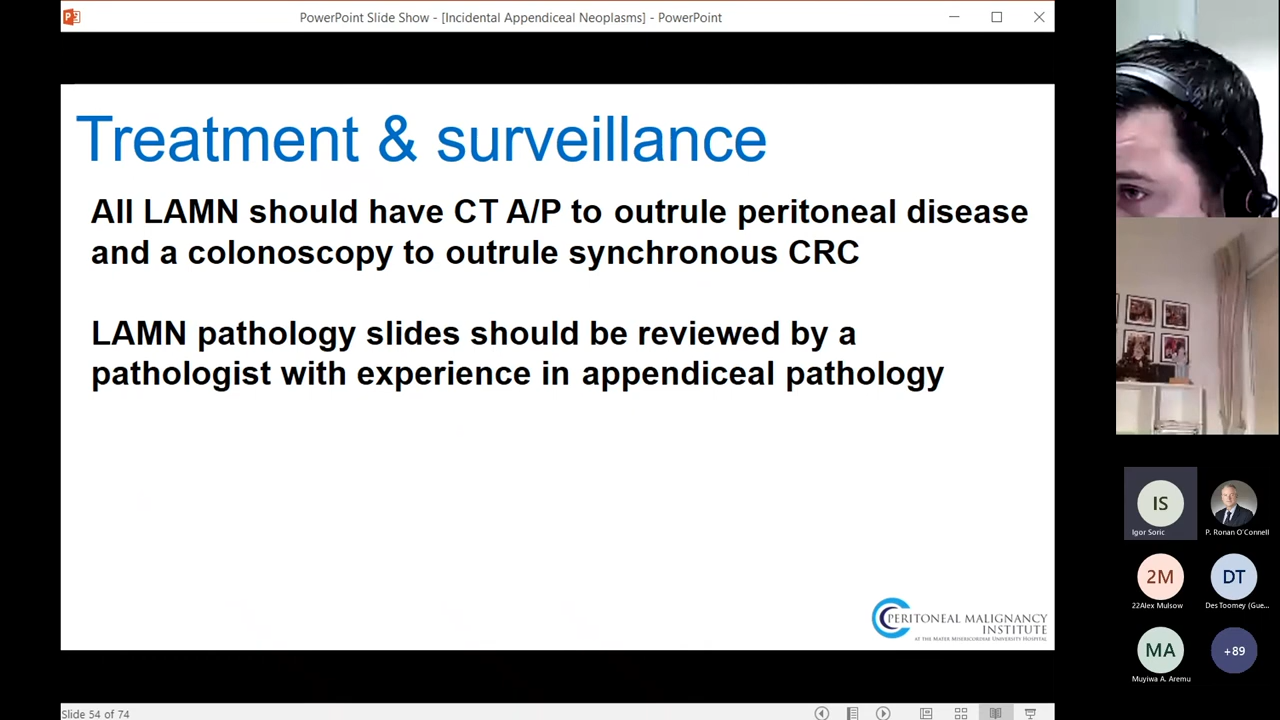 PowerPoint Slide Show - [Incidental Appendiceal Neoplasms] - PowerPoint
Treatment & surveillance
All LAMN should have CT A/P to outrule peritoneal disease
and a colonoscopy to outrule synchronous CRC
LAMN pathology slides should be reviewed by a
pathologist with experience in appendiceal pathology
PERITONEAL MALIGNANCY
INSTITUTE
AT THE MATER MISERICORDIAE UNIVERSITY HOSPITAL
Slide 54 of 74
IS
Igor Soric
P. Ronan O'Connell
2M
22Alex Mulsow
DT
Des Toomey (Gue...
MA
Muyiwa A. Aremu
+89